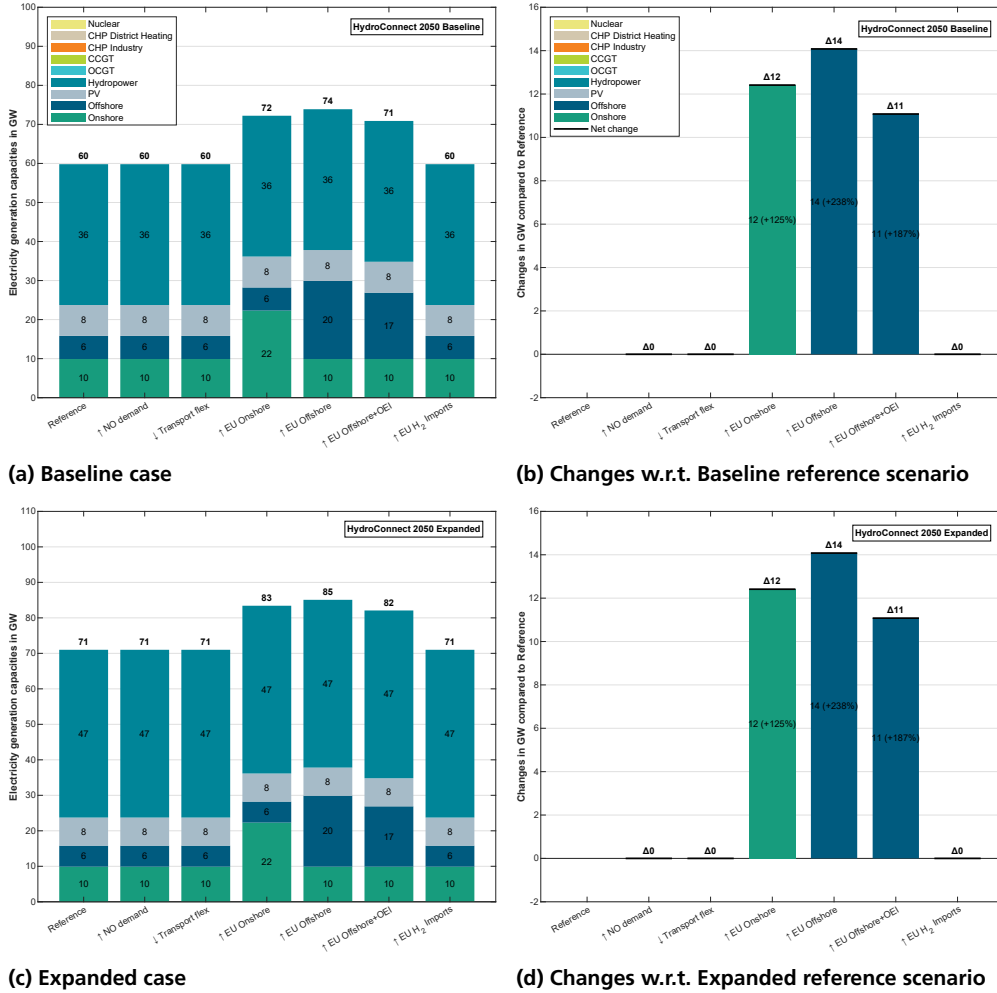 HydroConnect 2050 Baseline
Nuclear
CHP District Heating
CHP Industry
CCGT
OCGT
Hydropower
PV
Offshore
Onshore
Electricity generation capacities in GW
100
90
80
70
60
50
40
30
20
10
0
60 60 60 72 74 71 60
36 36 36 36 36 36 36
8 8 8 8 8 8 8
6 6 6 6 20 17 6
10 10 10 22 10 10 10
Reference
↑ NO demand
↓ Transport flex
↑ EU Onshore
↑ EU Offshore
↑ EU Offshore+OEI
↑ EU H₂ Imports
(a) Baseline case
HydroConnect 2050 Baseline
Nuclear
CHP District Heating
CHP Industry
CCGT
OCGT
Hydropower
PV
Offshore
Onshore
Net change
Changes in GW compared to Reference
16
14
12
10
8
6
4
2
0
-2
Δ0 Δ0 Δ12 Δ14 Δ11 Δ0
12 (+125%)
14 (+238%)
11 (+187%)
Reference
↑ NO demand
↓ Transport flex
↑ EU Onshore
↑ EU Offshore
↑ EU Offshore+OEI
↑ EU H₂ Imports
(b) Changes w.r.t. Baseline reference scenario
HydroConnect 2050 Expanded
Electricity generation capacities in GW
110
100
90
80
70
60
50
40
30
20
10
0
71 71 71 83 85 82 71
47 47 47 47 47 47 47
8 8 8 8 8 8 8
6 6 6 6 20 17 6
10 10 10 22 10 10 10
Reference
↑ NO demand
↓ Transport flex
↑ EU Onshore
↑ EU Offshore
↑ EU Offshore+OEI
↑ EU H₂ Imports
(c) Expanded case
HydroConnect 2050 Expanded
Changes in GW compared to Reference
16
14
12
10
8
6
4
2
0
-2
Δ0 Δ0 Δ12 Δ14 Δ11 Δ0
12 (+125%)
14 (+238%)
11 (+187%)
Reference
↑ NO demand
↓ Transport flex
↑ EU Onshore
↑ EU Offshore
↑ EU Offshore+OEI
↑ EU H₂ Imports
(d) Changes w.r.t. Expanded reference scenario